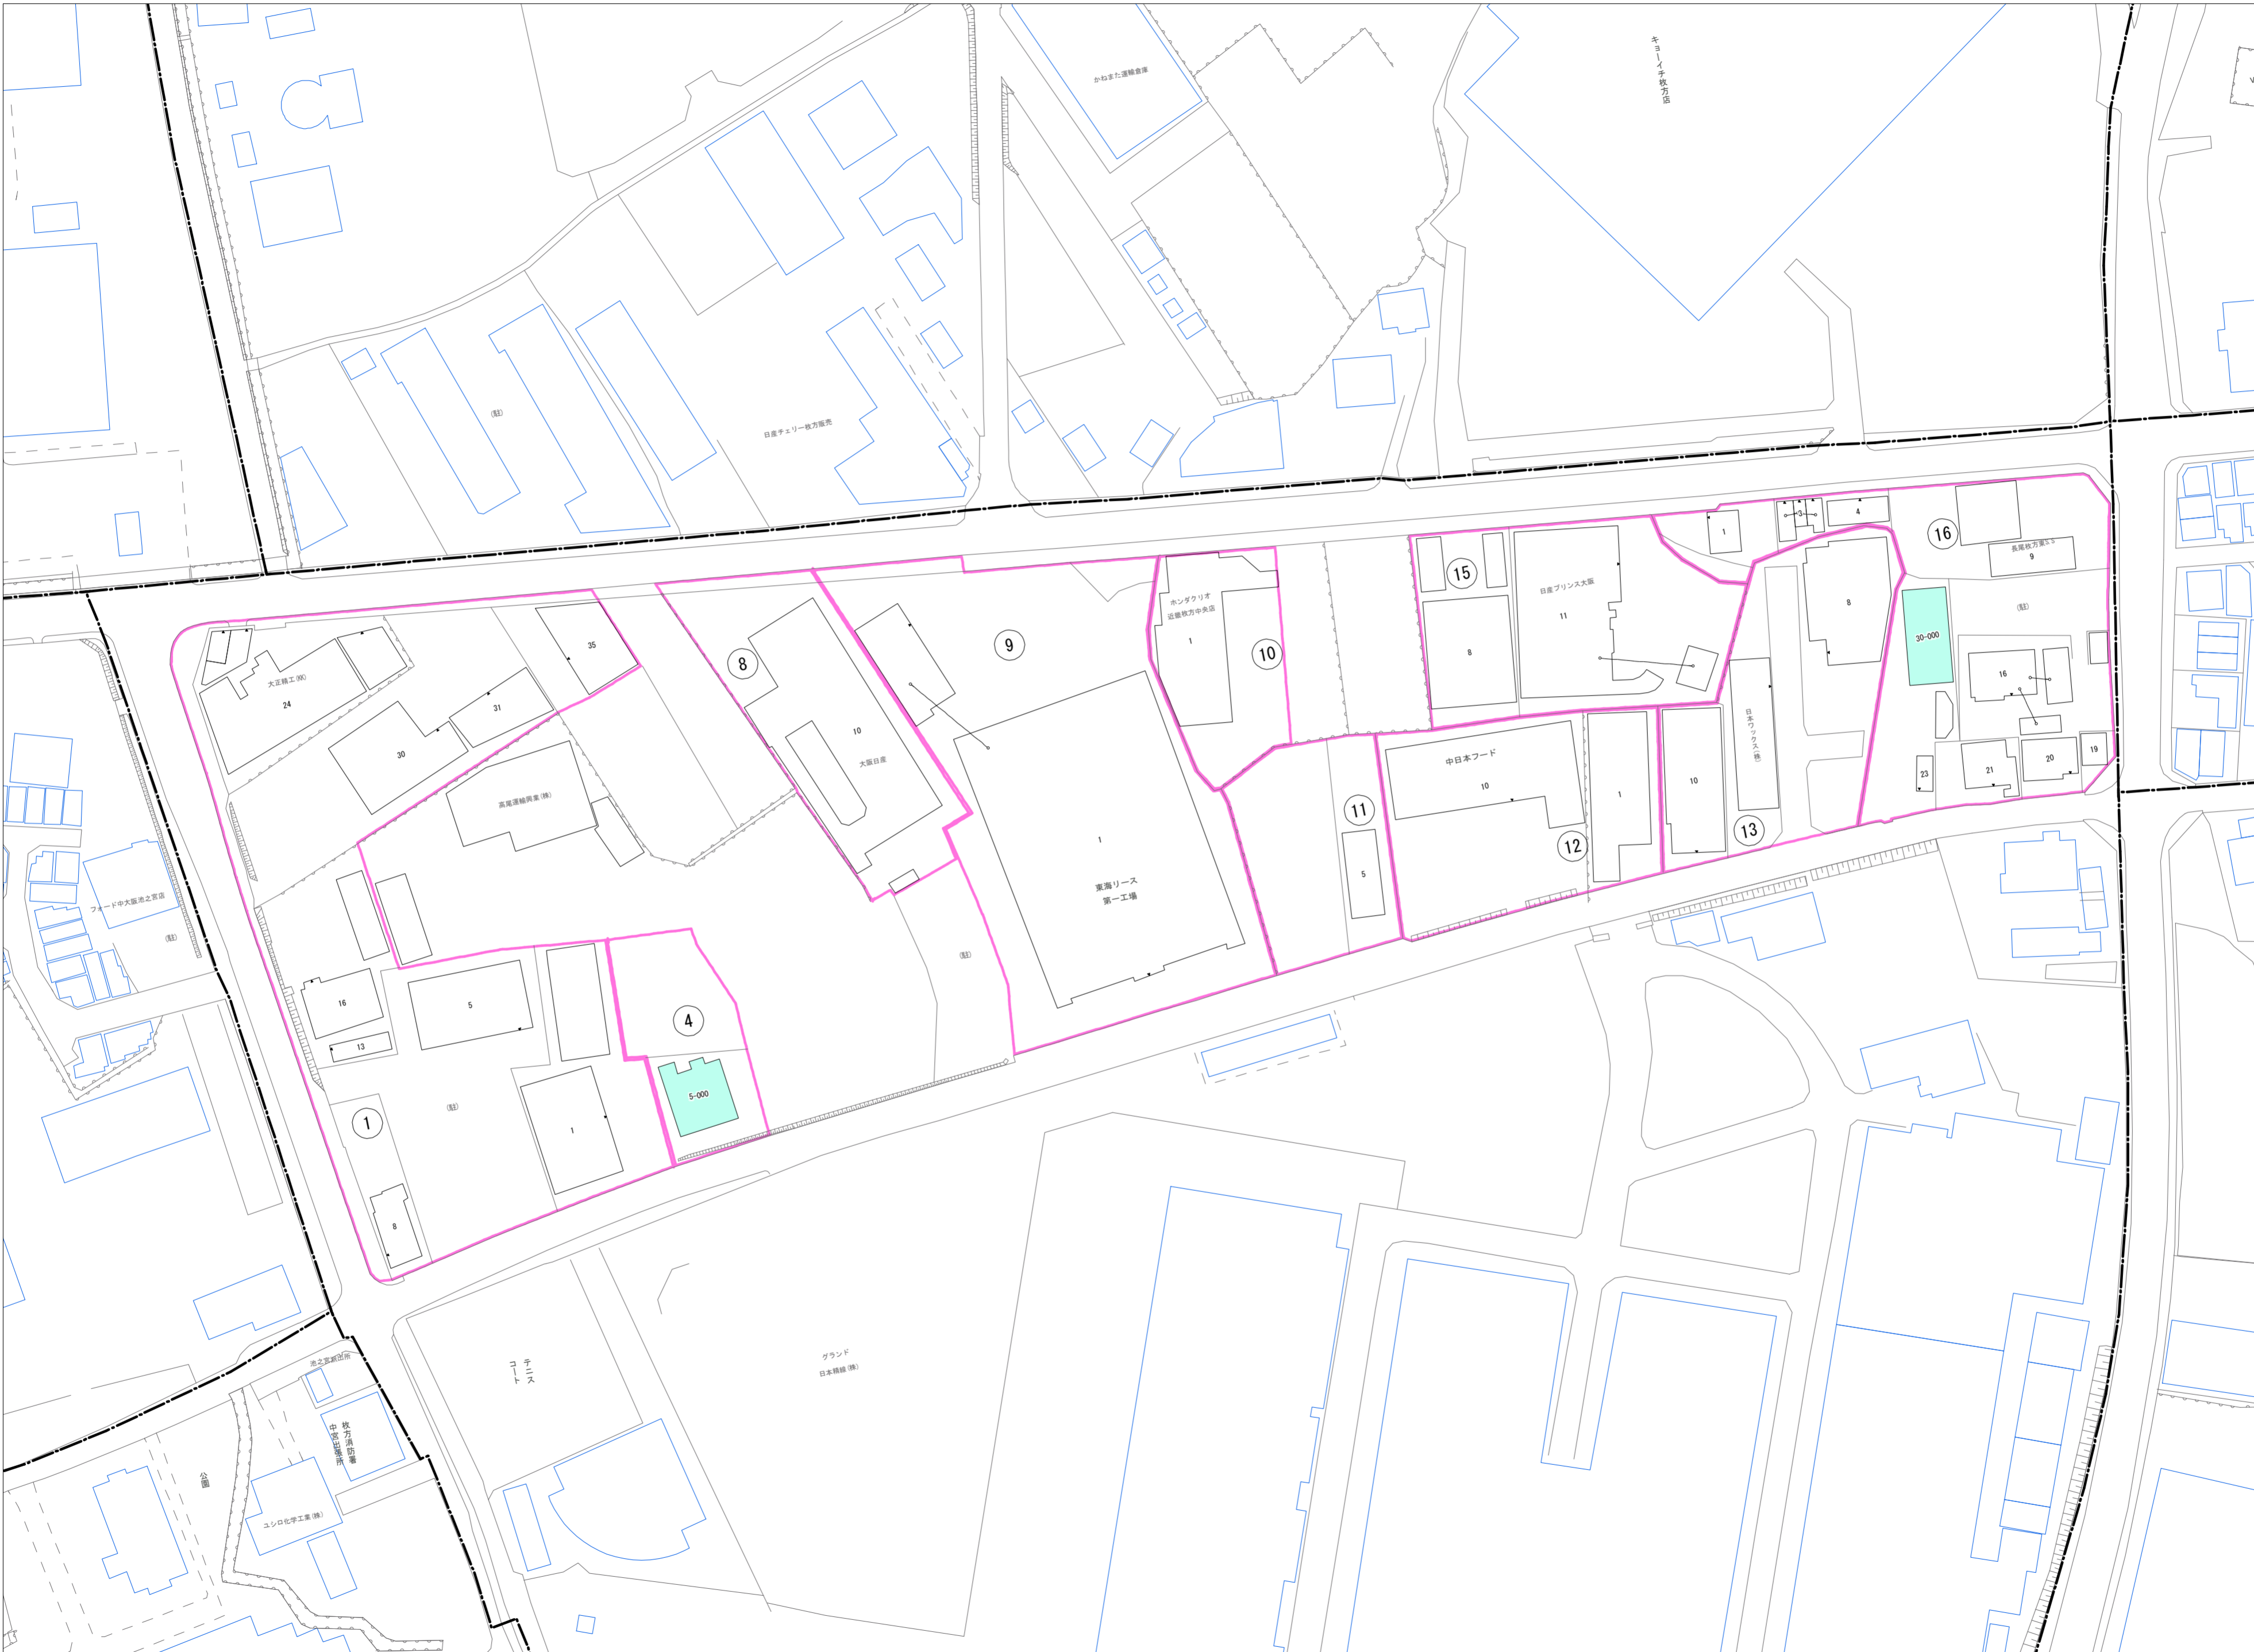 かねまた運輸倉庫
キョーイチ枚方店
(駐)
日産チェリー枚方販売
1
3
4
16
長尾枚方東S.S
9
ホンダクリオ
近畿枚方中央店
1
10
15
日産プリンス大阪
11
8
8
30-000
(駐)
16
35
9
8
大正精工(KK)
24
31
30
10
大阪日産
高尾運輸興業(株)
日本ワックス(株)
中日本フード
10
1
10
23
21
20
19
11
12
13
5
1
東海リース
第一工場
フォード中大阪池之宮店
(駐)
(駐)
16
13
5
4
5-000
1
(駐)
1
8
テニス
コート
グランド
日本精線(株)
枚方消防署
中宮出張所
公園
ユシロ化学工業(株)